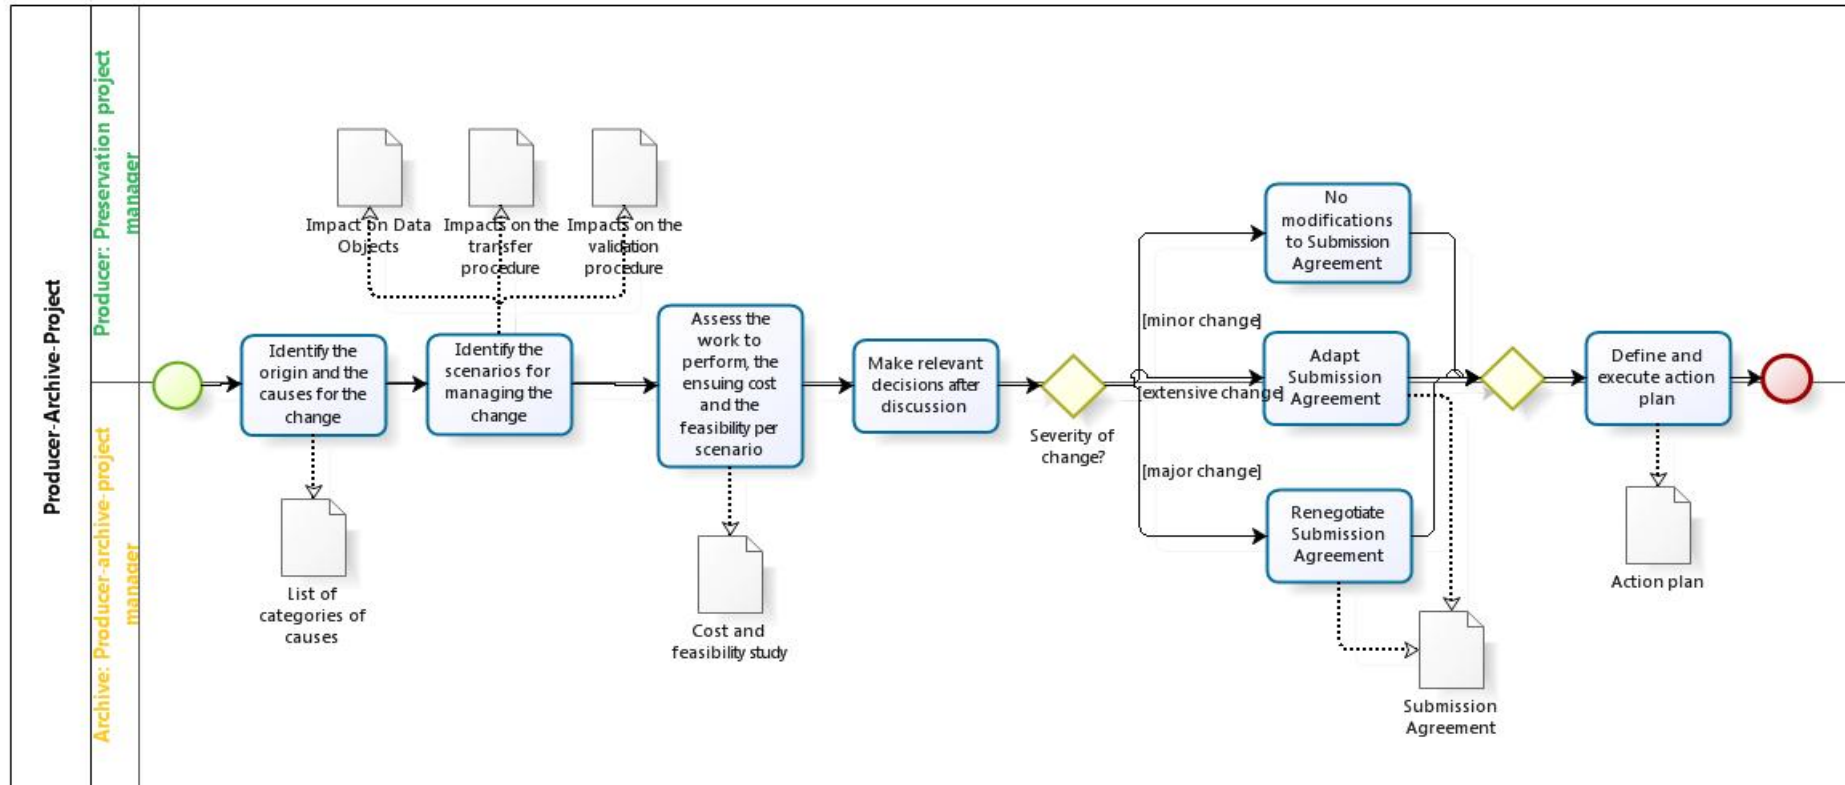 Producer-Archive-Project
Producer: Preservation project
manager
Archive: Producer-archive-project
manager
Impact on Data
Objects
Impacts on the
transfer
procedure
Impacts on the
validation
procedure
Identify the
origin and the
causes for the
change
List of
categories of
causes
Identify the
scenarios for
managing the
change
Assess the
work to
perform, the
ensuing cost
and the
feasibility per
scenario
Cost and
feasibility study
Make relevant
decisions after
discussion
Severity of
change?
[minor change]
[extensive change]
[major change]
No
modifications
to Submission
Agreement
Adapt
Submission
Agreement
Renegotiate
Submission
Agreement
Submission
Agreement
Define and
execute action
plan
Action plan